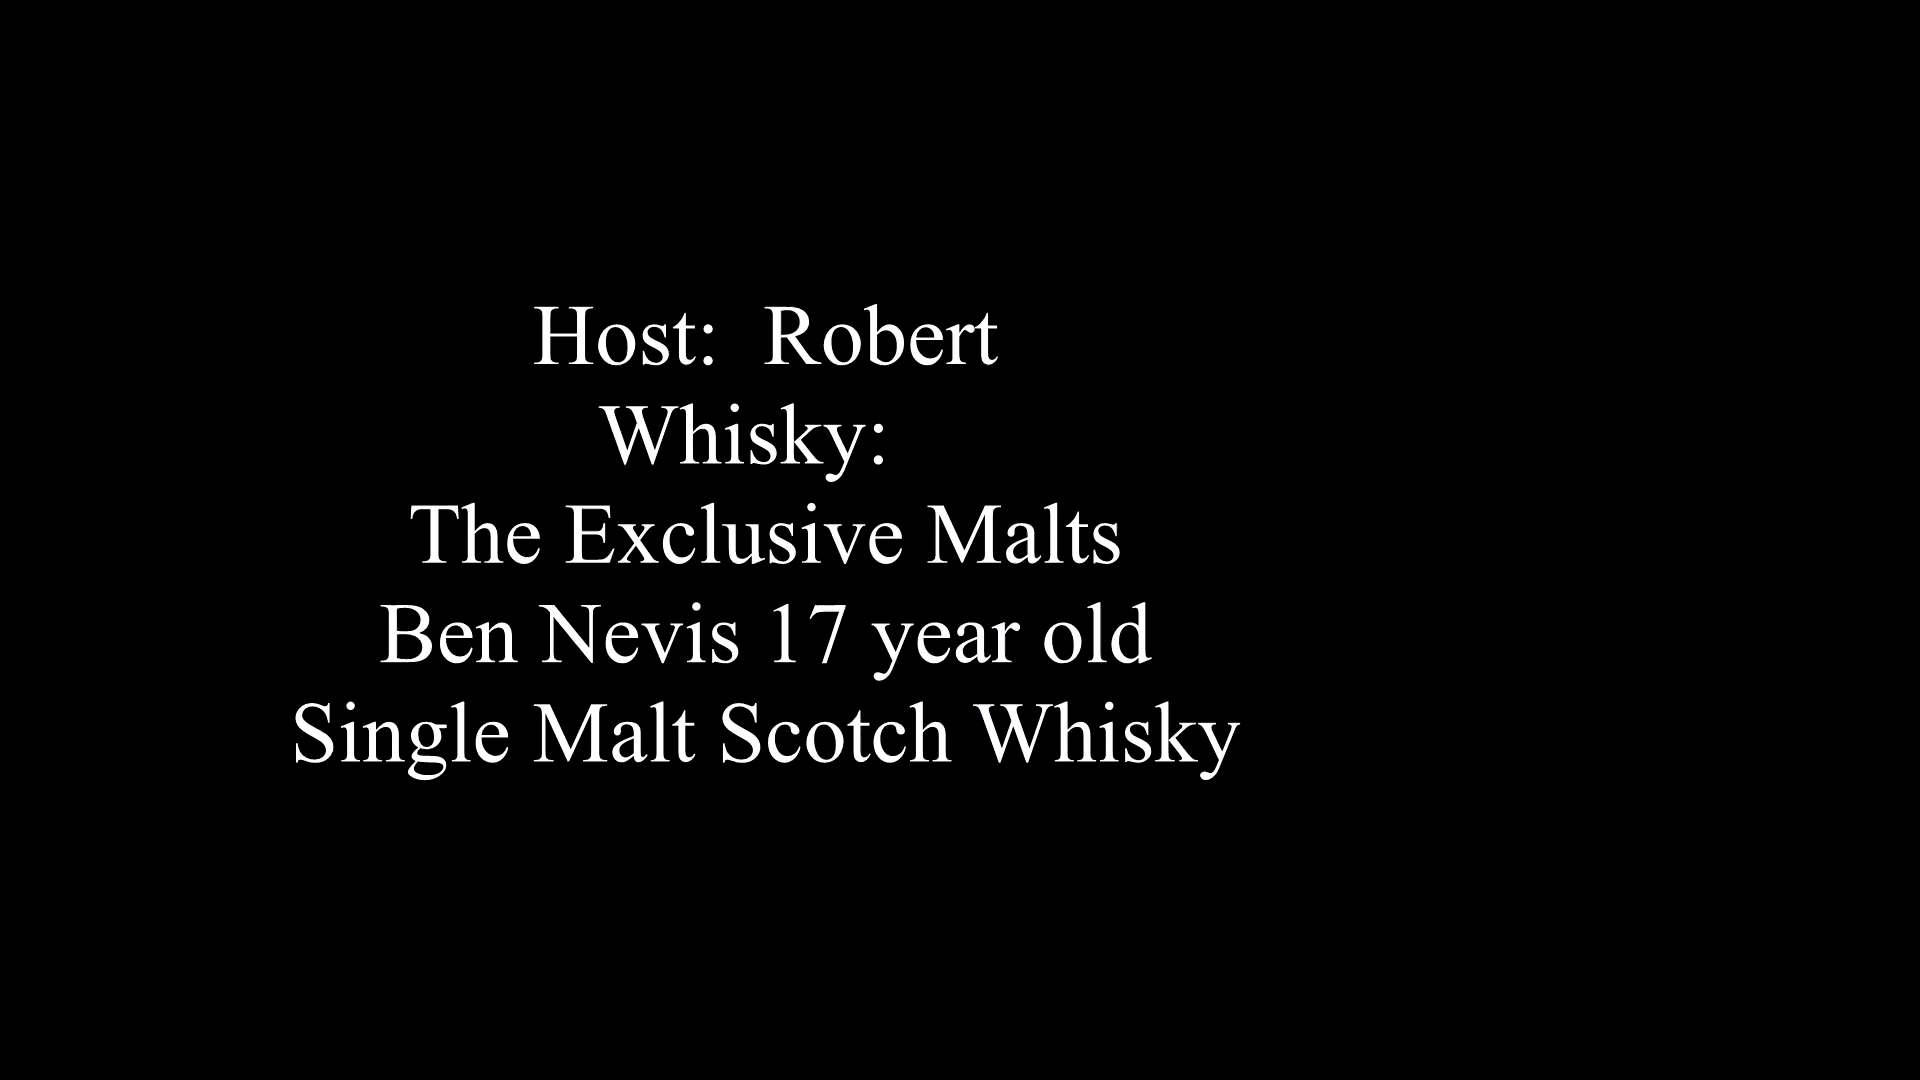 Host:  Robert
Whisky:
The Exclusive Malts
Ben Nevis 17 year old
Single Malt Scotch Whisky